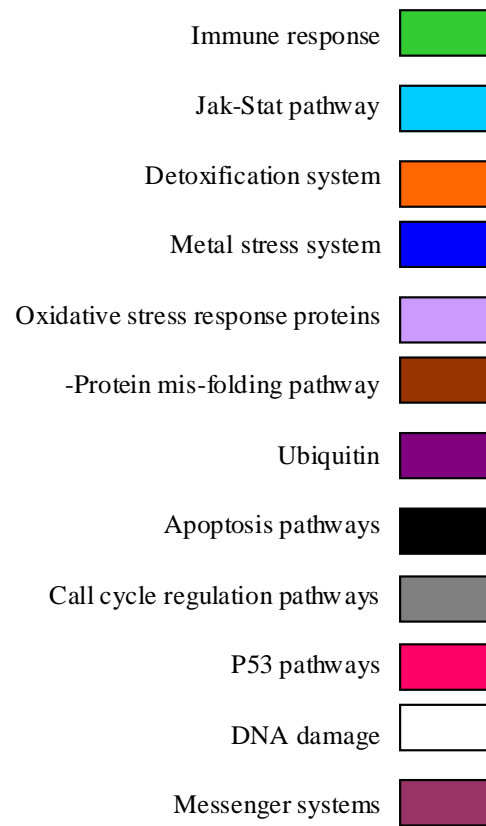 Immune response
Jak-Stat pathway
Detoxification system
Metal stress system
Oxidative stress response proteins
-Protein mis-folding pathway
Ubiquitin
Apoptosis pathways
Call cycle regulation pathways
P53 pathways
DNA damage
Messenger systems